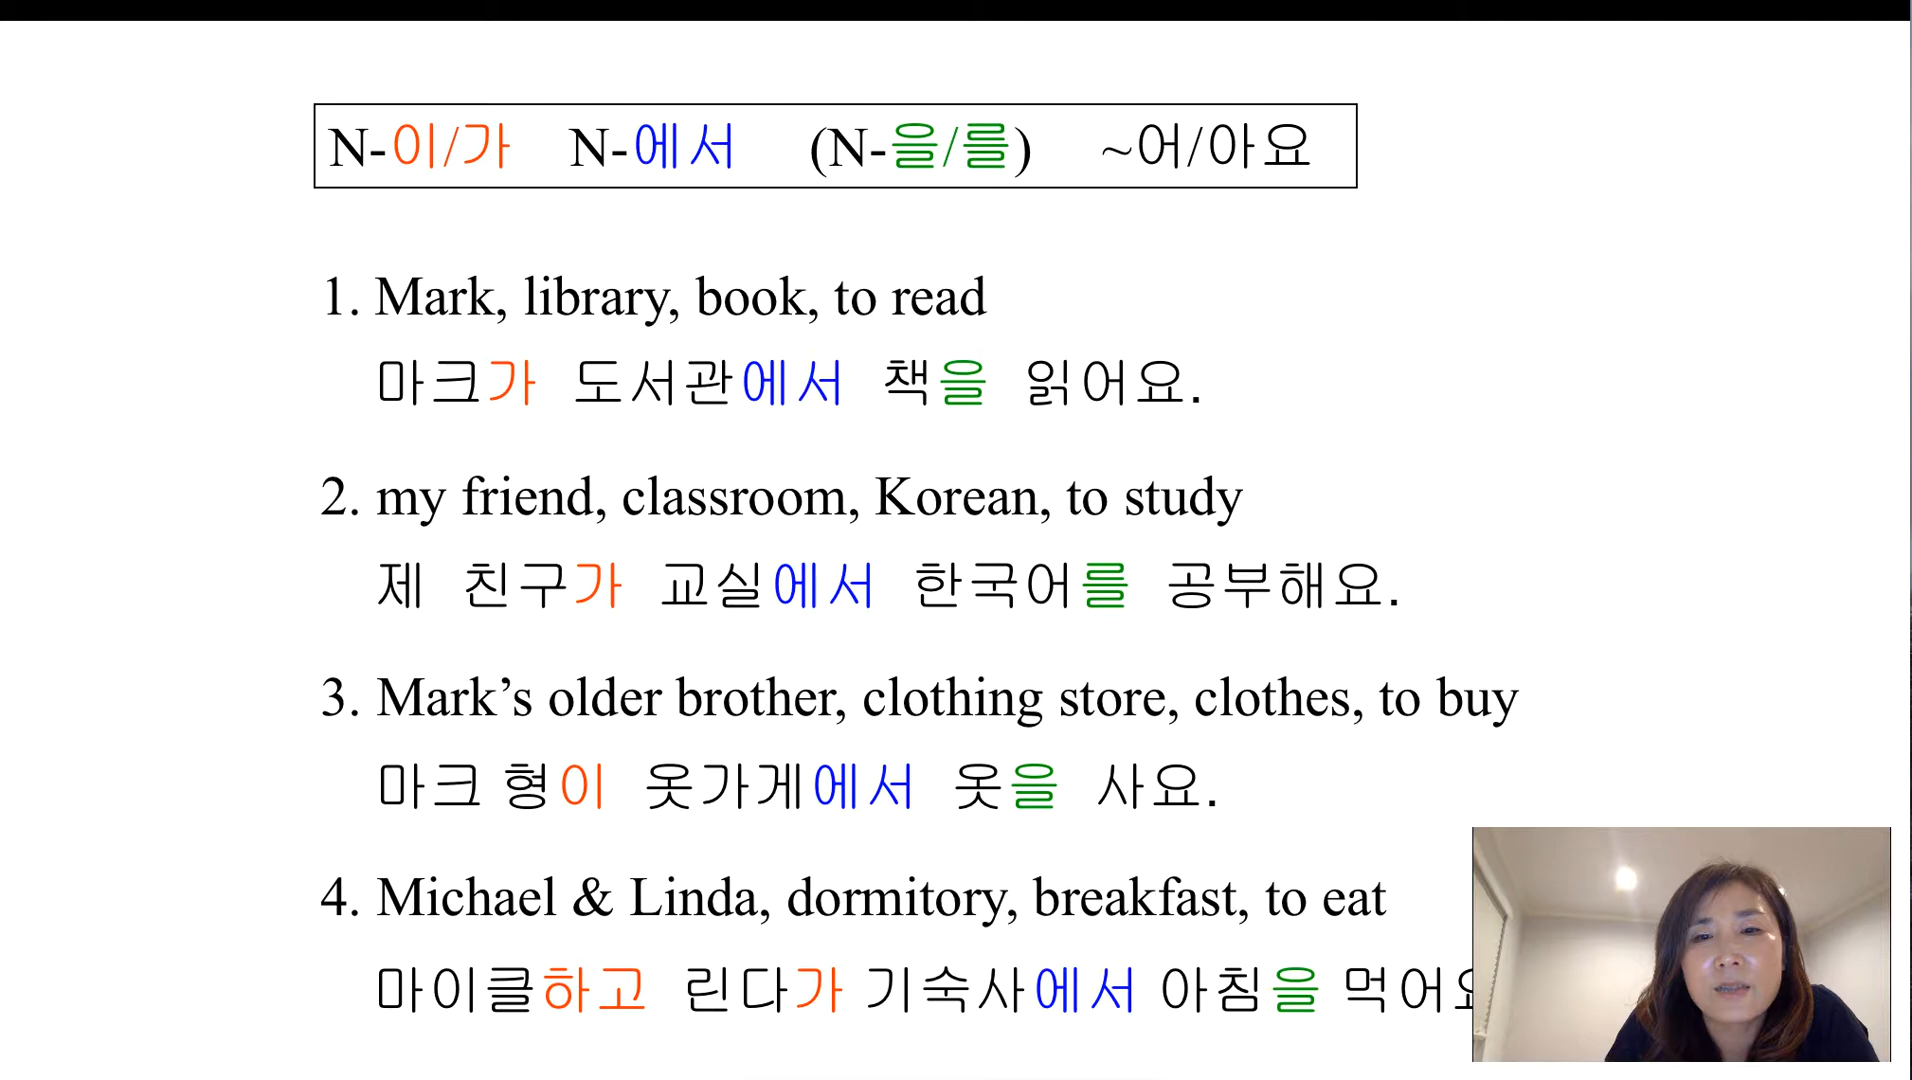 N-이/가 N-에서 (N-을/를) ~어/아요
1. Mark, library, book, to read
마크가 도서관에서 책을 읽어요.
2. my friend, classroom, Korean, to study
제 친구가 교실에서 한국어를 공부해요.
3. Mark’s older brother, clothing store, clothes, to buy
마크 형이 옷가게에서 옷을 사요.
4. Michael & Linda, dormitory, breakfast, to eat
마이클하고 린다가 기숙사에서 아침을 먹어요